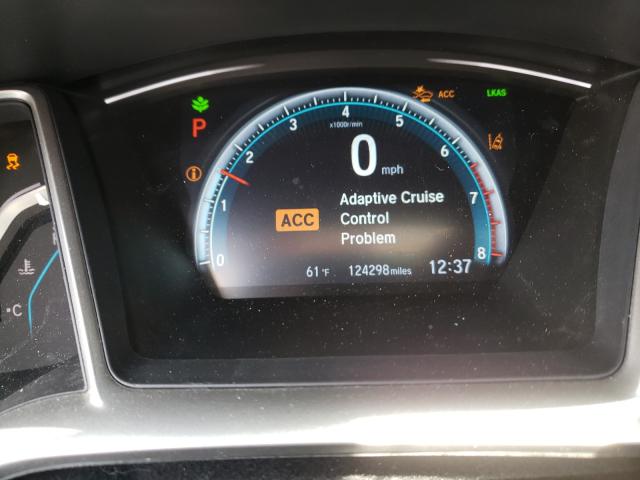 ACC LKAS
P
0 1 2 3 4 5 6 7 8
x1000r/min
0 mph
ACC
Adaptive Cruise
Control
Problem
61°F 124298 miles 12:37
°C